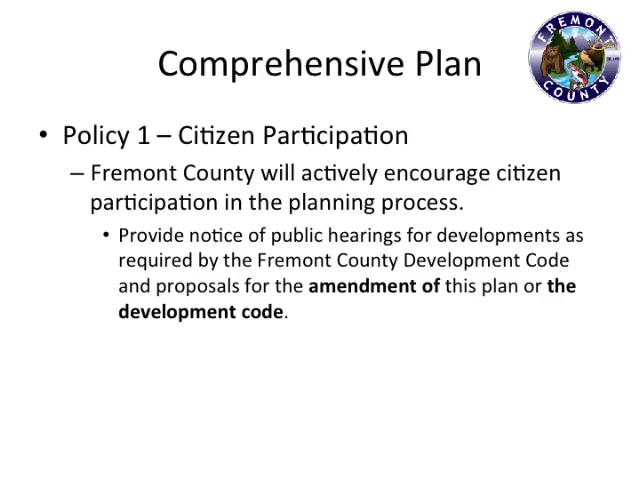 Comprehensive Plan
FREMONT
COUNTY
• Policy 1 – Citizen Participation
– Fremont County will actively encourage citizen
participation in the planning process.
• Provide notice of public hearings for developments as
required by the Fremont County Development Code
and proposals for the amendment of this plan or the
development code.